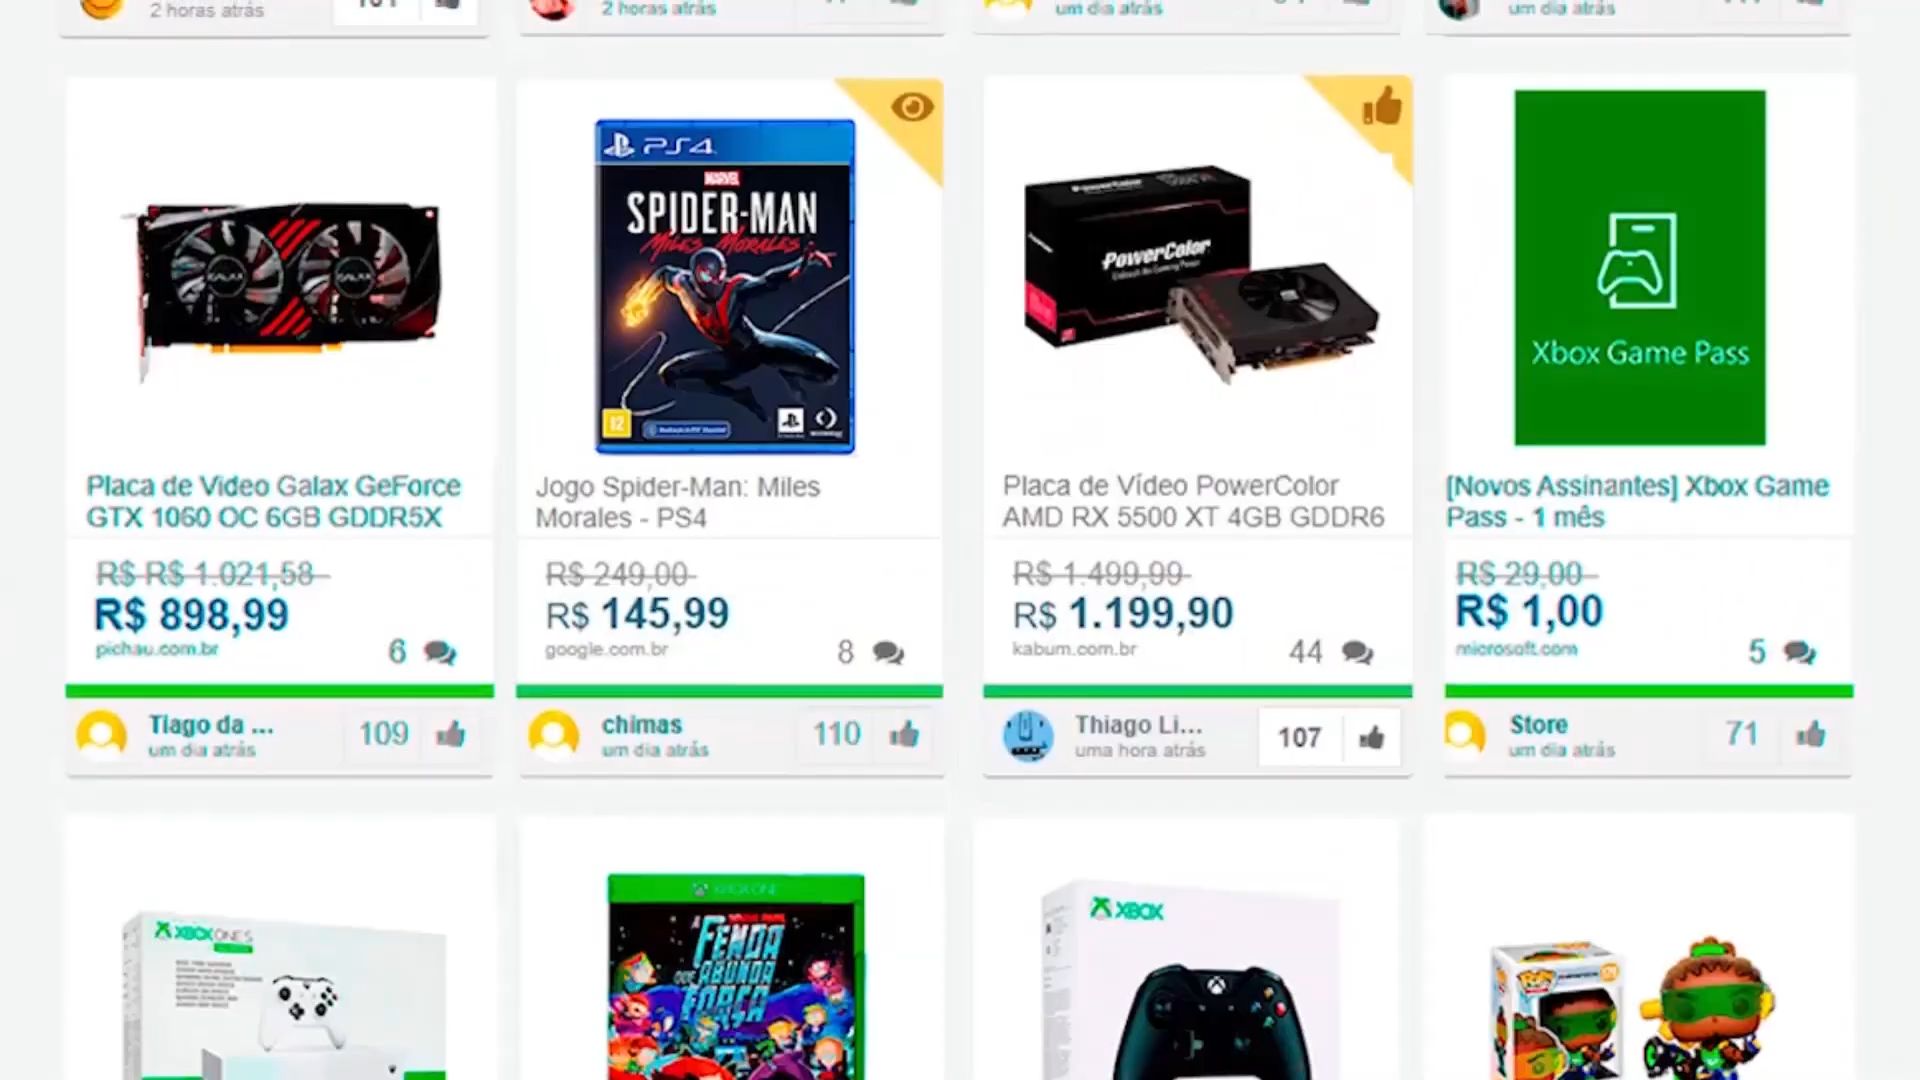 2 horas atrás
2 horas atrás
um dia atrás
um dia atrás
PS4
MARVEL
SPIDER-MAN
MILES MORALES
12
PowerColor
PowerColor
Xbox Game Pass
Placa de Video Galax GeForce
GTX 1060 OC 6GB GDDR5X
R$ R$ 1.021,58
R$ 898,99
pichau.com.br
6
Tiago da ...
um dia atrás
109
Jogo Spider-Man: Miles
Morales - PS4
R$ 249,00
R$ 145,99
google.com.br
8
chimas
um dia atrás
110
Placa de Vídeo PowerColor
AMD RX 5500 XT 4GB GDDR6
R$ 1.499,99
R$ 1.199,90
kabum.com.br
44
Thiago Li...
uma hora atrás
107
[Novos Assinantes] Xbox Game
Pass - 1 mês
R$ 29,00
R$ 1,00
microsoft.com
5
Store
um dia atrás
71
XBOX ONE S
XBOX ONE
A
FENDA
QUE ABUNDA
FORÇA
XBOX
POP!